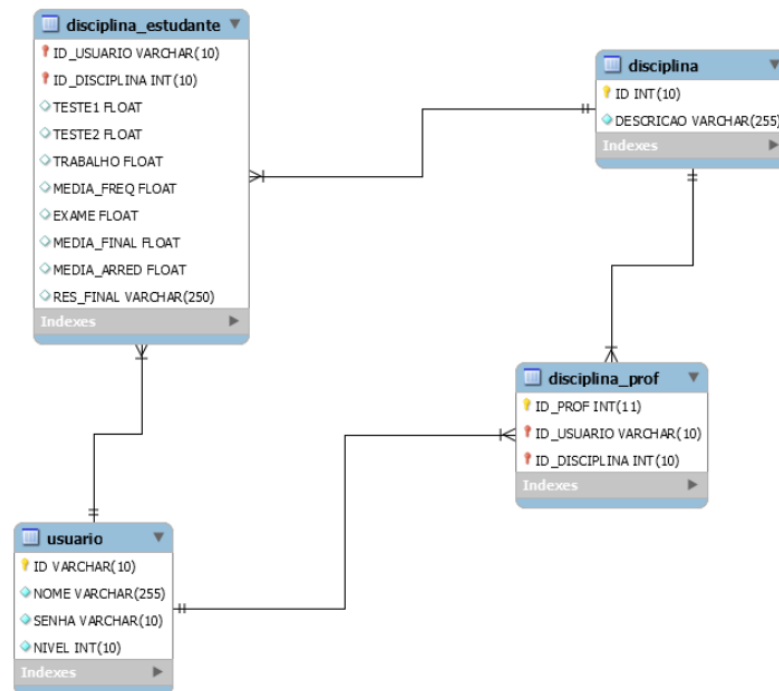 disciplina_estudante
ID_USUARIO VARCHAR(10)
ID_DISCIPLINA INT(10)
TESTE1 FLOAT
TESTE2 FLOAT
TRABALHO FLOAT
MEDIA_FREQ FLOAT
EXAME FLOAT
MEDIA_FINAL FLOAT
MEDIA_ARRED FLOAT
RES_FINAL VARCHAR(250)
Indexes
disciplina
ID INT(10)
DESCRICAO VARCHAR(255)
Indexes
disciplina_prof
ID_PROF INT(11)
ID_USUARIO VARCHAR(10)
ID_DISCIPLINA INT(10)
Indexes
usuario
ID VARCHAR(10)
NOME VARCHAR(255)
SENHA VARCHAR(10)
NIVEL INT(10)
Indexes